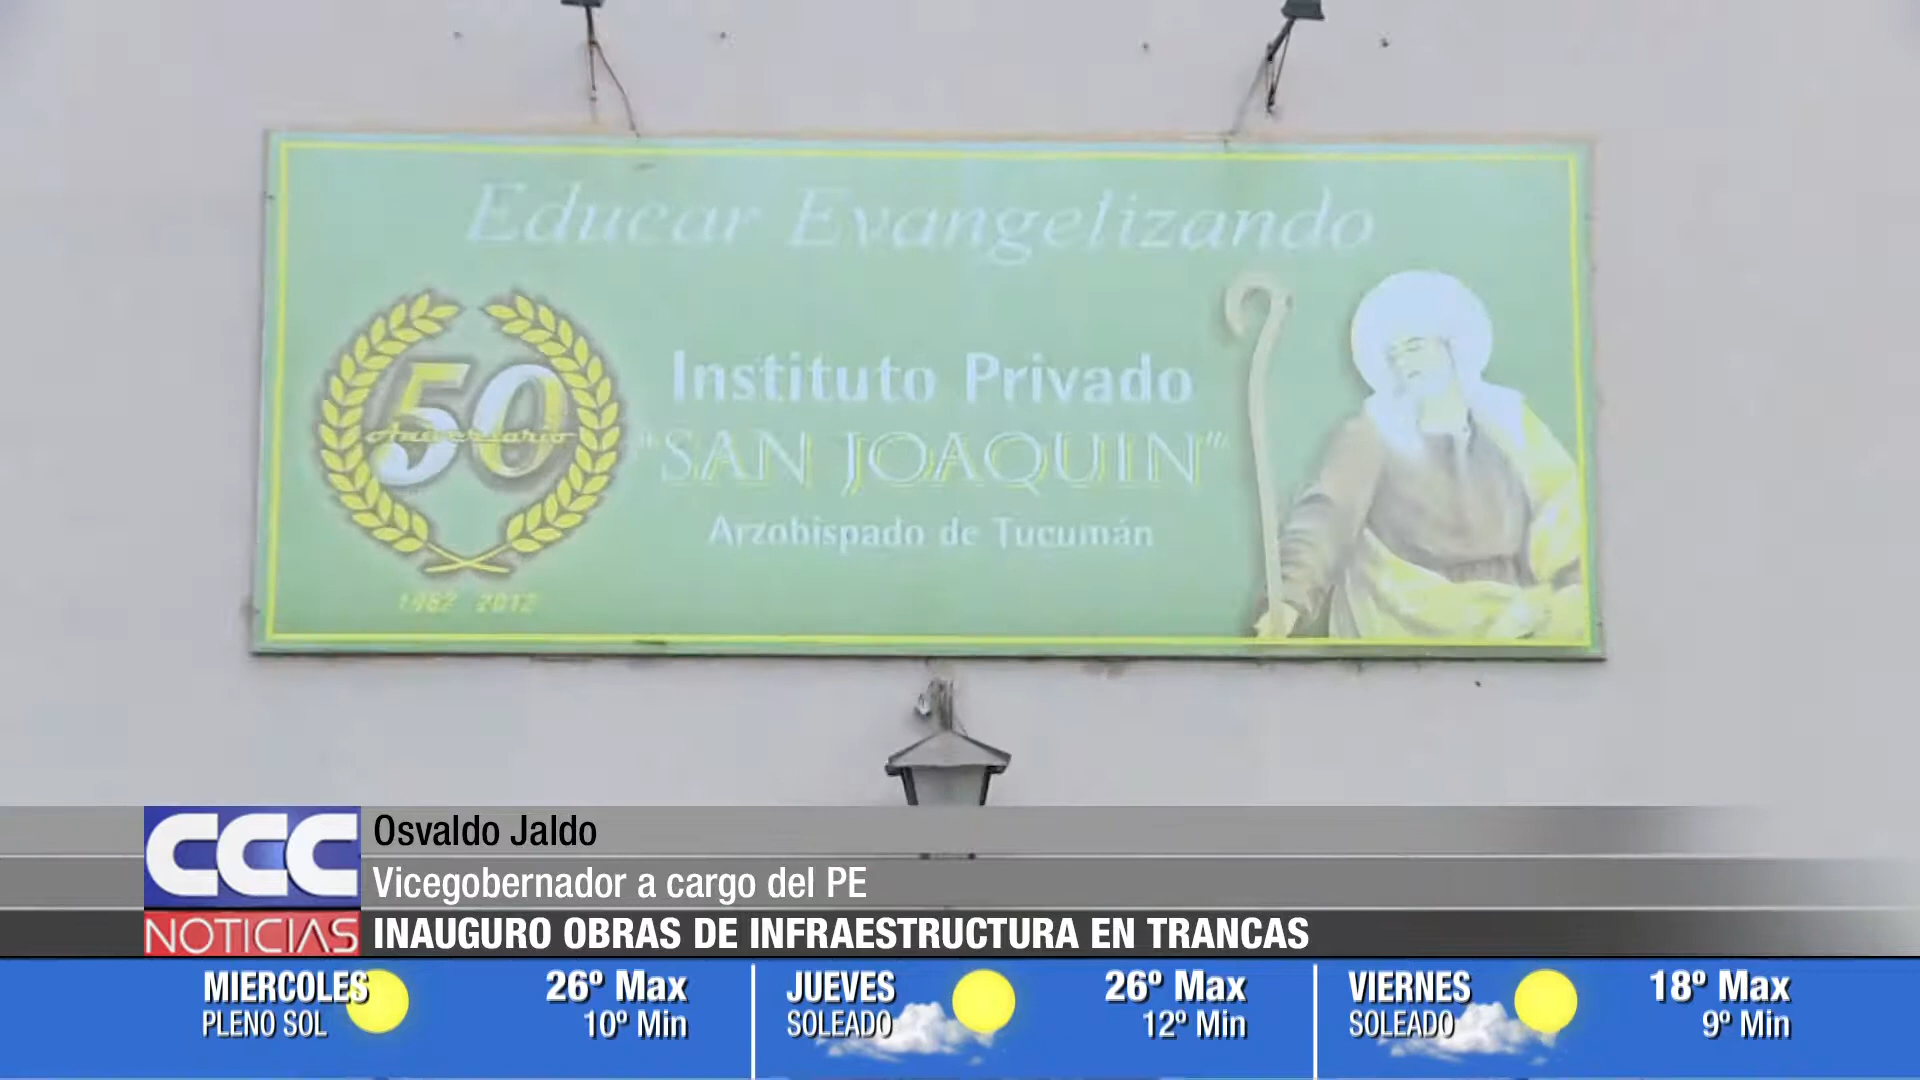 Educar Evangelizando
50
Aniversario
1962 2012
Instituto Privado
"SAN JOAQUIN"
Arzobispado de Tucumán
CCC
NOTICIAS
Osvaldo Jaldo
Vicegobernador a cargo del PE
INAUGURO OBRAS DE INFRAESTRUCTURA EN TRANCAS
MIERCOLES 26º Max
PLENO SOL 10º Min
JUEVES 26º Max
SOLEADO 12º Min
VIERNES 18º Max
SOLEADO 9º Min